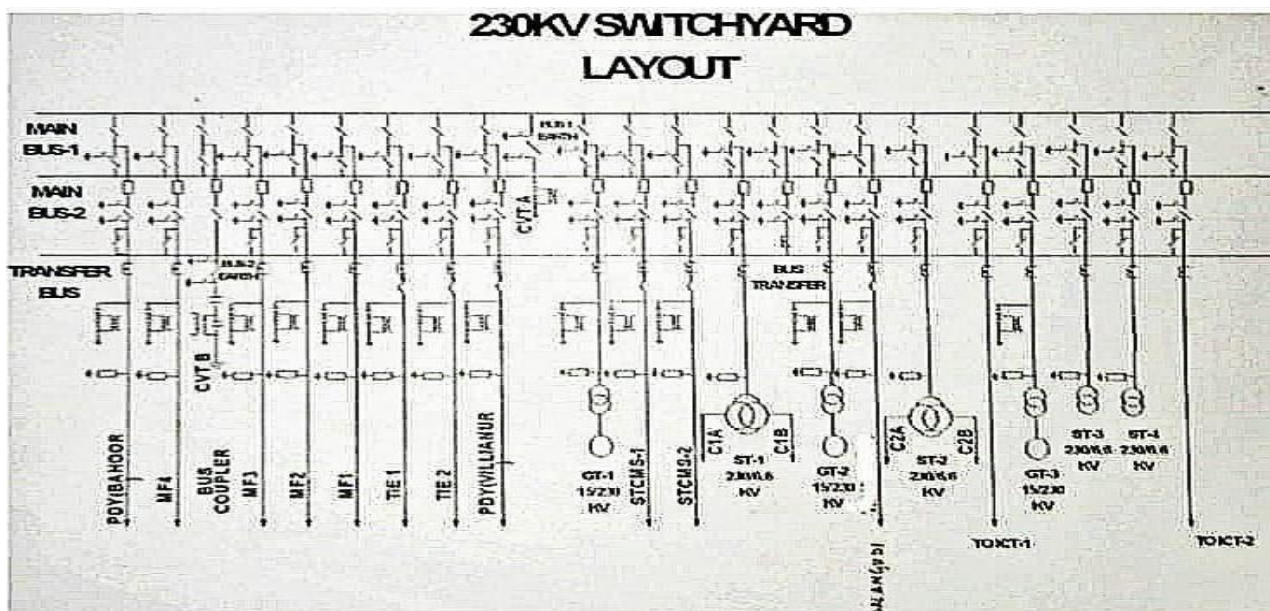 230KV SWITCHYARD
LAYOUT
MAIN
BUS-1
BUS-1
EARTH
MAIN
BUS-2
CVT A
TRANSFER
BUS
BUS-2
EARTH
BUS
TRANSFER
CVT B
PDY(BAHOOR
MF4
BUS
COUPLER
MF3
MF2
MF1
TIE 1
TIE 2
PDY(VILLIANUR
GT-1
15/230
KV
STCMS-1
STCMS-2
C1A
C1B
ST-1
230/6,6
KV
GT-2
15/230
KV
C2A
C2B
ST-2
230/6,6
KV
GT-3
15/230
KV
ST-3
230/6,6
KV
ST-4
230/6,6
KV
TO ICT-1
TO ICT-2